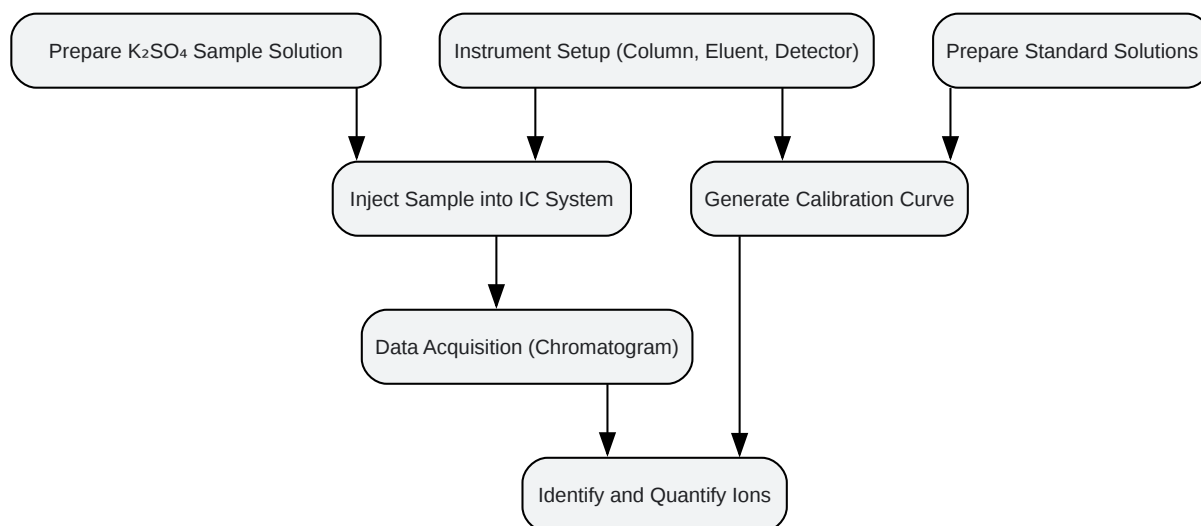 Prepare K₂SO₄ Sample Solution
Instrument Setup (Column, Eluent, Detector)
Prepare Standard Solutions
Inject Sample into IC System
Generate Calibration Curve
Data Acquisition (Chromatogram)
Identify and Quantify Ions